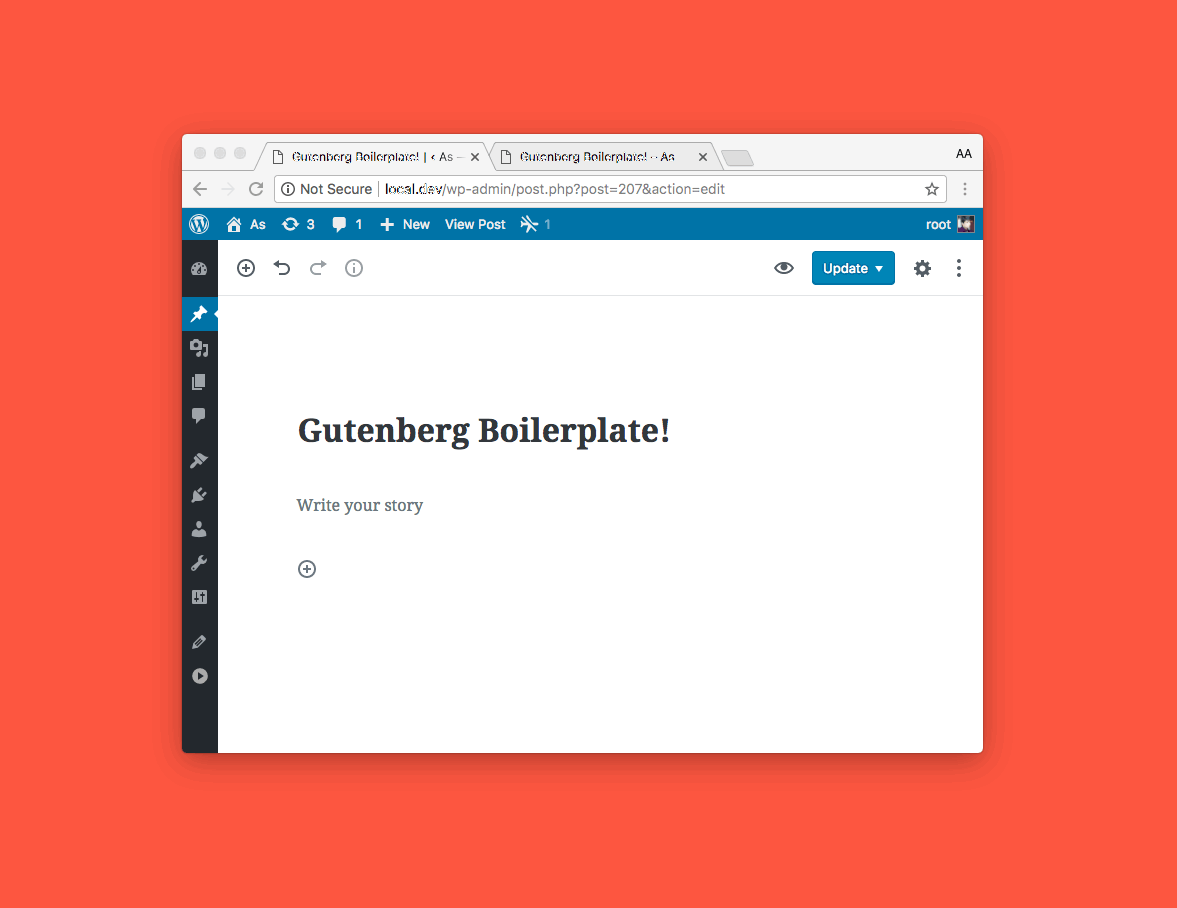 Gutenberg Boilerplate! | ‹ As –
Gutenberg Boilerplate! – As
AA
Not Secure | local.dev/wp-admin/post.php?post=207&action=edit
As 3 1 + New View Post 1 root
Update
Gutenberg Boilerplate!
Write your story